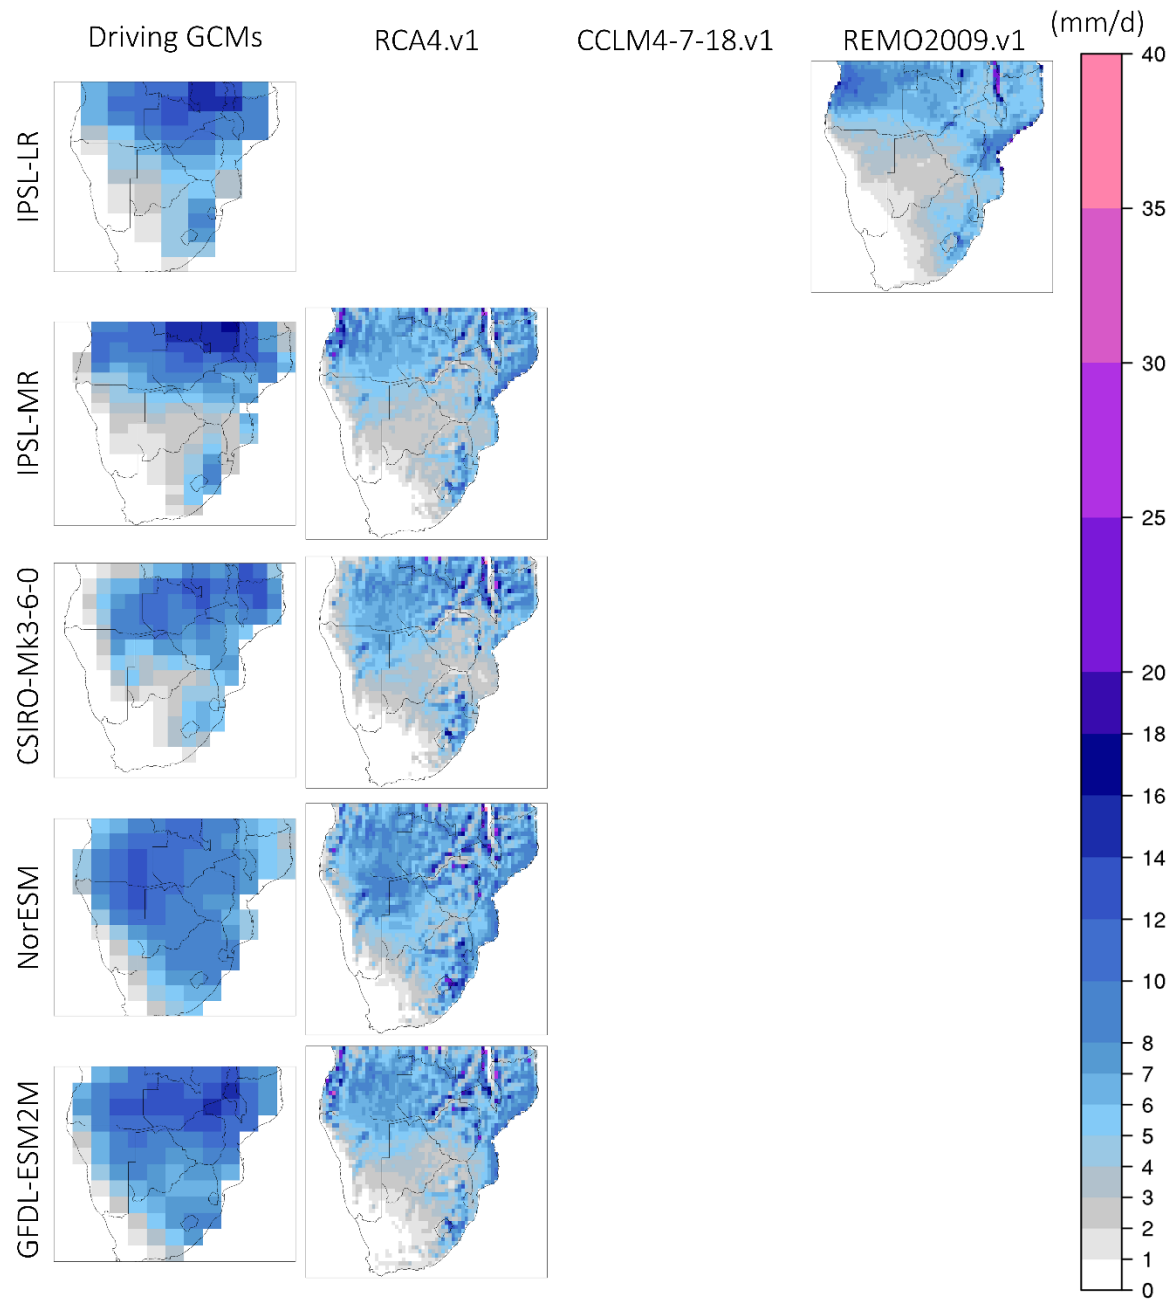 (mm/d)
Driving GCMs
RCA4.v1
CCLM4-7-18.v1
REMO2009.v1
IPSL-LR
IPSL-MR
CSIRO-Mk3-6-0
NorESM
GFDL-ESM2M
40
35
30
25
20
18
16
14
12
10
8
7
6
5
4
3
2
1
0